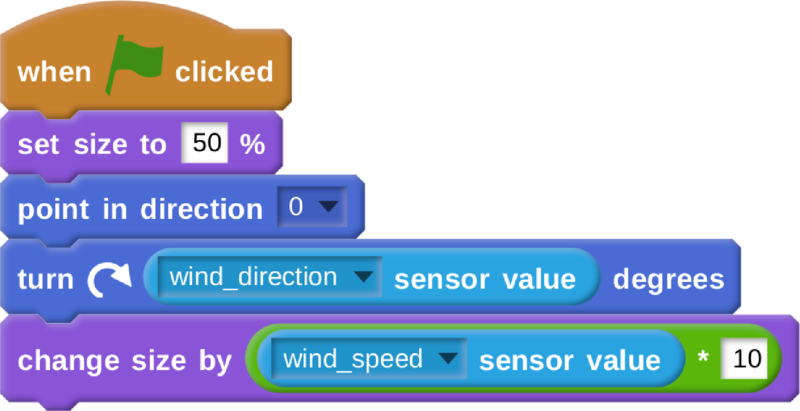 when clicked
set size to 50 %
point in direction 0
turn wind_direction sensor value degrees
change size by wind_speed sensor value * 10